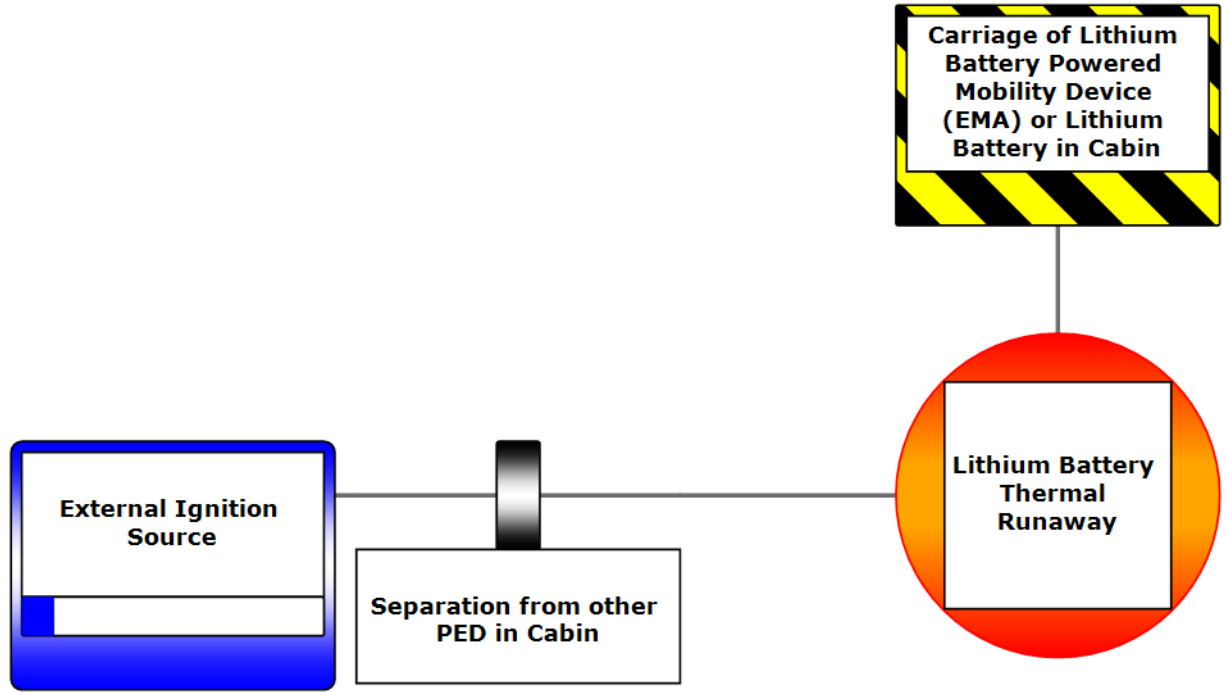 Carriage of Lithium
Battery Powered
Mobility Device
(EMA) or Lithium
Battery in Cabin
External Ignition
Source
Separation from other
PED in Cabin
Lithium Battery
Thermal
Runaway